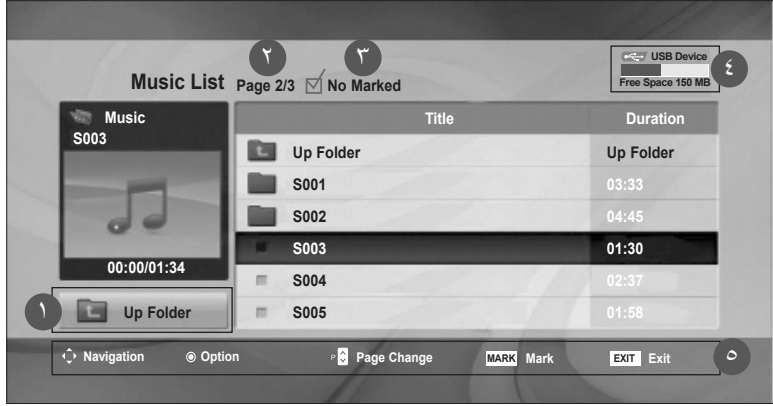 ٢ ٣
USB Device
٤
Music List Page 2/3 No Marked
Free Space 150 MB
Music
S003
Title Duration
Up Folder Up Folder
S001 03:33
S002 04:45
S003 01:30
00:00/01:34
S004 02:37
١ Up Folder
S005 01:58
Navigation Option P Page Change MARK Mark EXIT Exit ٥